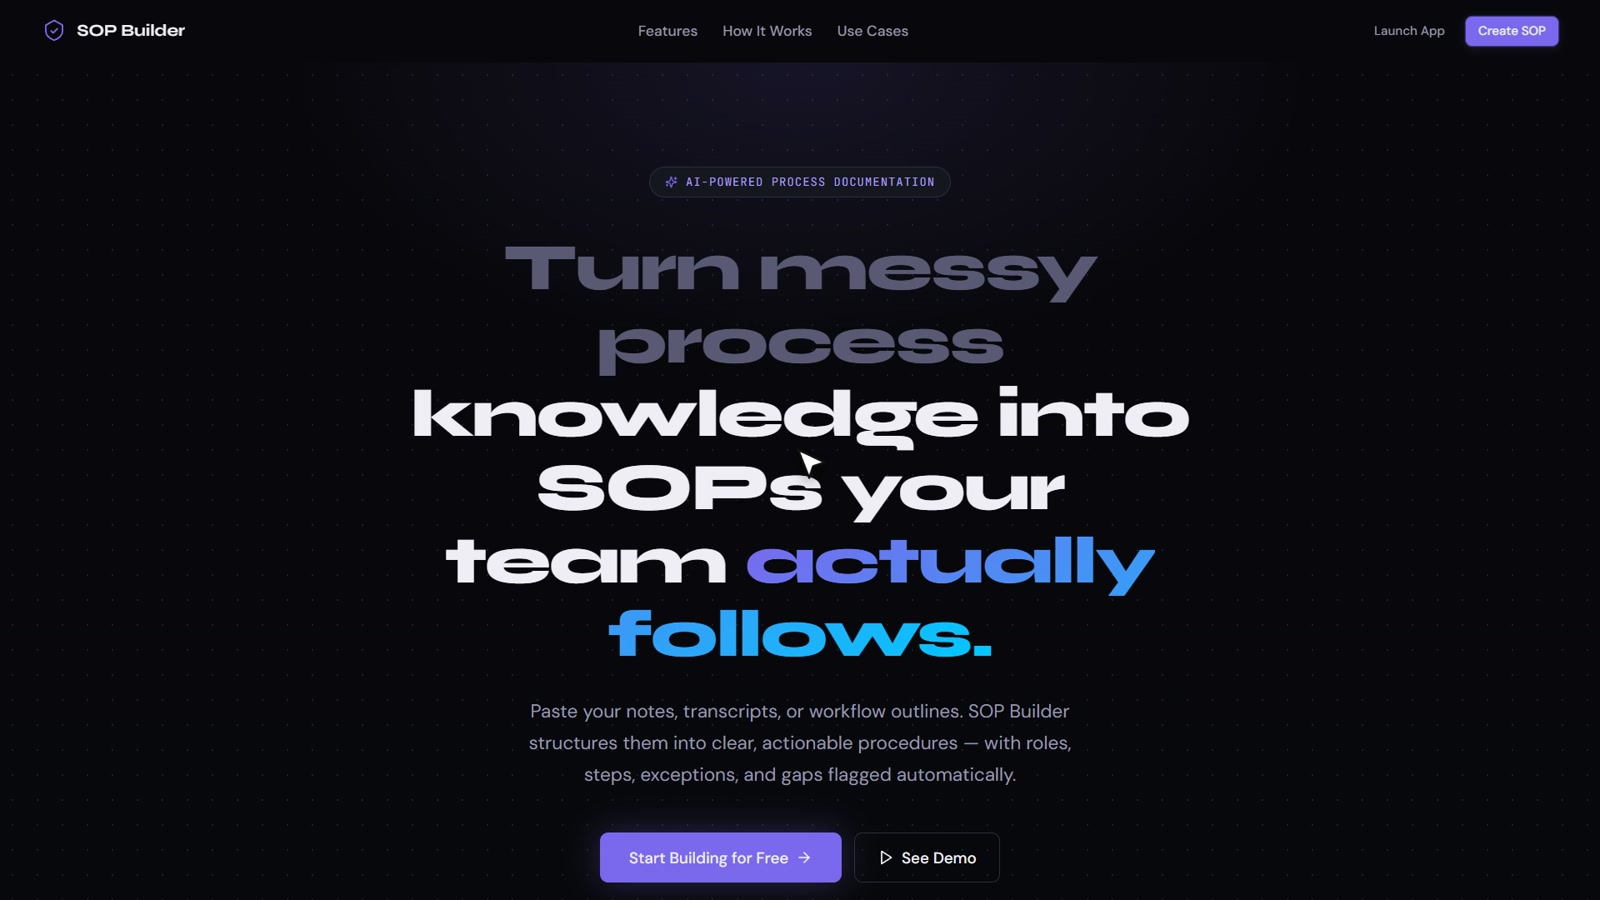 SOP Builder
Features
How It Works
Use Cases
Launch App
Create SOP
AI-POWERED PROCESS DOCUMENTATION
Turn messy
process
knowledge into
SOPs your
team actually
follows.
Paste your notes, transcripts, or workflow outlines. SOP Builder
structures them into clear, actionable procedures — with roles,
steps, exceptions, and gaps flagged automatically.
Start Building for Free →
See Demo